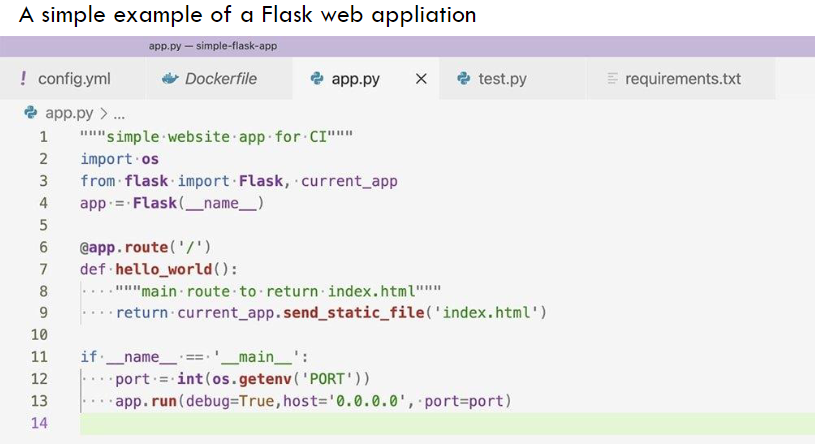 A simple example of a Flask web appliation
app.py — simple-flask-app
! config.yml Dockerfile app.py × test.py requirements.txt
app.py > ...
1 """simple website app for CI"""
2 import os
3 from flask import Flask, current_app
4 app = Flask(__name__)
5
6 @app.route('/')
7 def hello_world():
8     """main route to return index.html"""
9     return current_app.send_static_file('index.html')
10
11 if __name__ == '__main__':
12     port = int(os.getenv('PORT'))
13     app.run(debug=True,host='0.0.0.0', port=port)
14